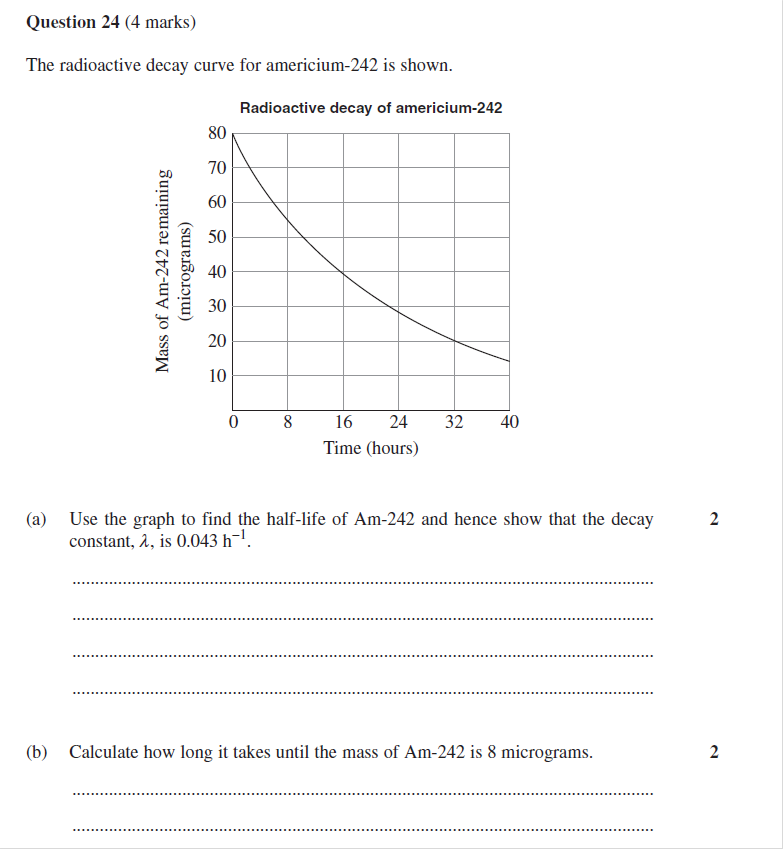 Question 24 (4 marks)
The radioactive decay curve for americium-242 is shown.
Radioactive decay of americium-242
Mass of Am-242 remaining
(micrograms)
80
70
60
50
40
30
20
10
0 8 16 24 32 40
Time (hours)
(a) Use the graph to find the half-life of Am-242 and hence show that the decay 2
constant, λ, is 0.043 h⁻¹.
(b) Calculate how long it takes until the mass of Am-242 is 8 micrograms. 2